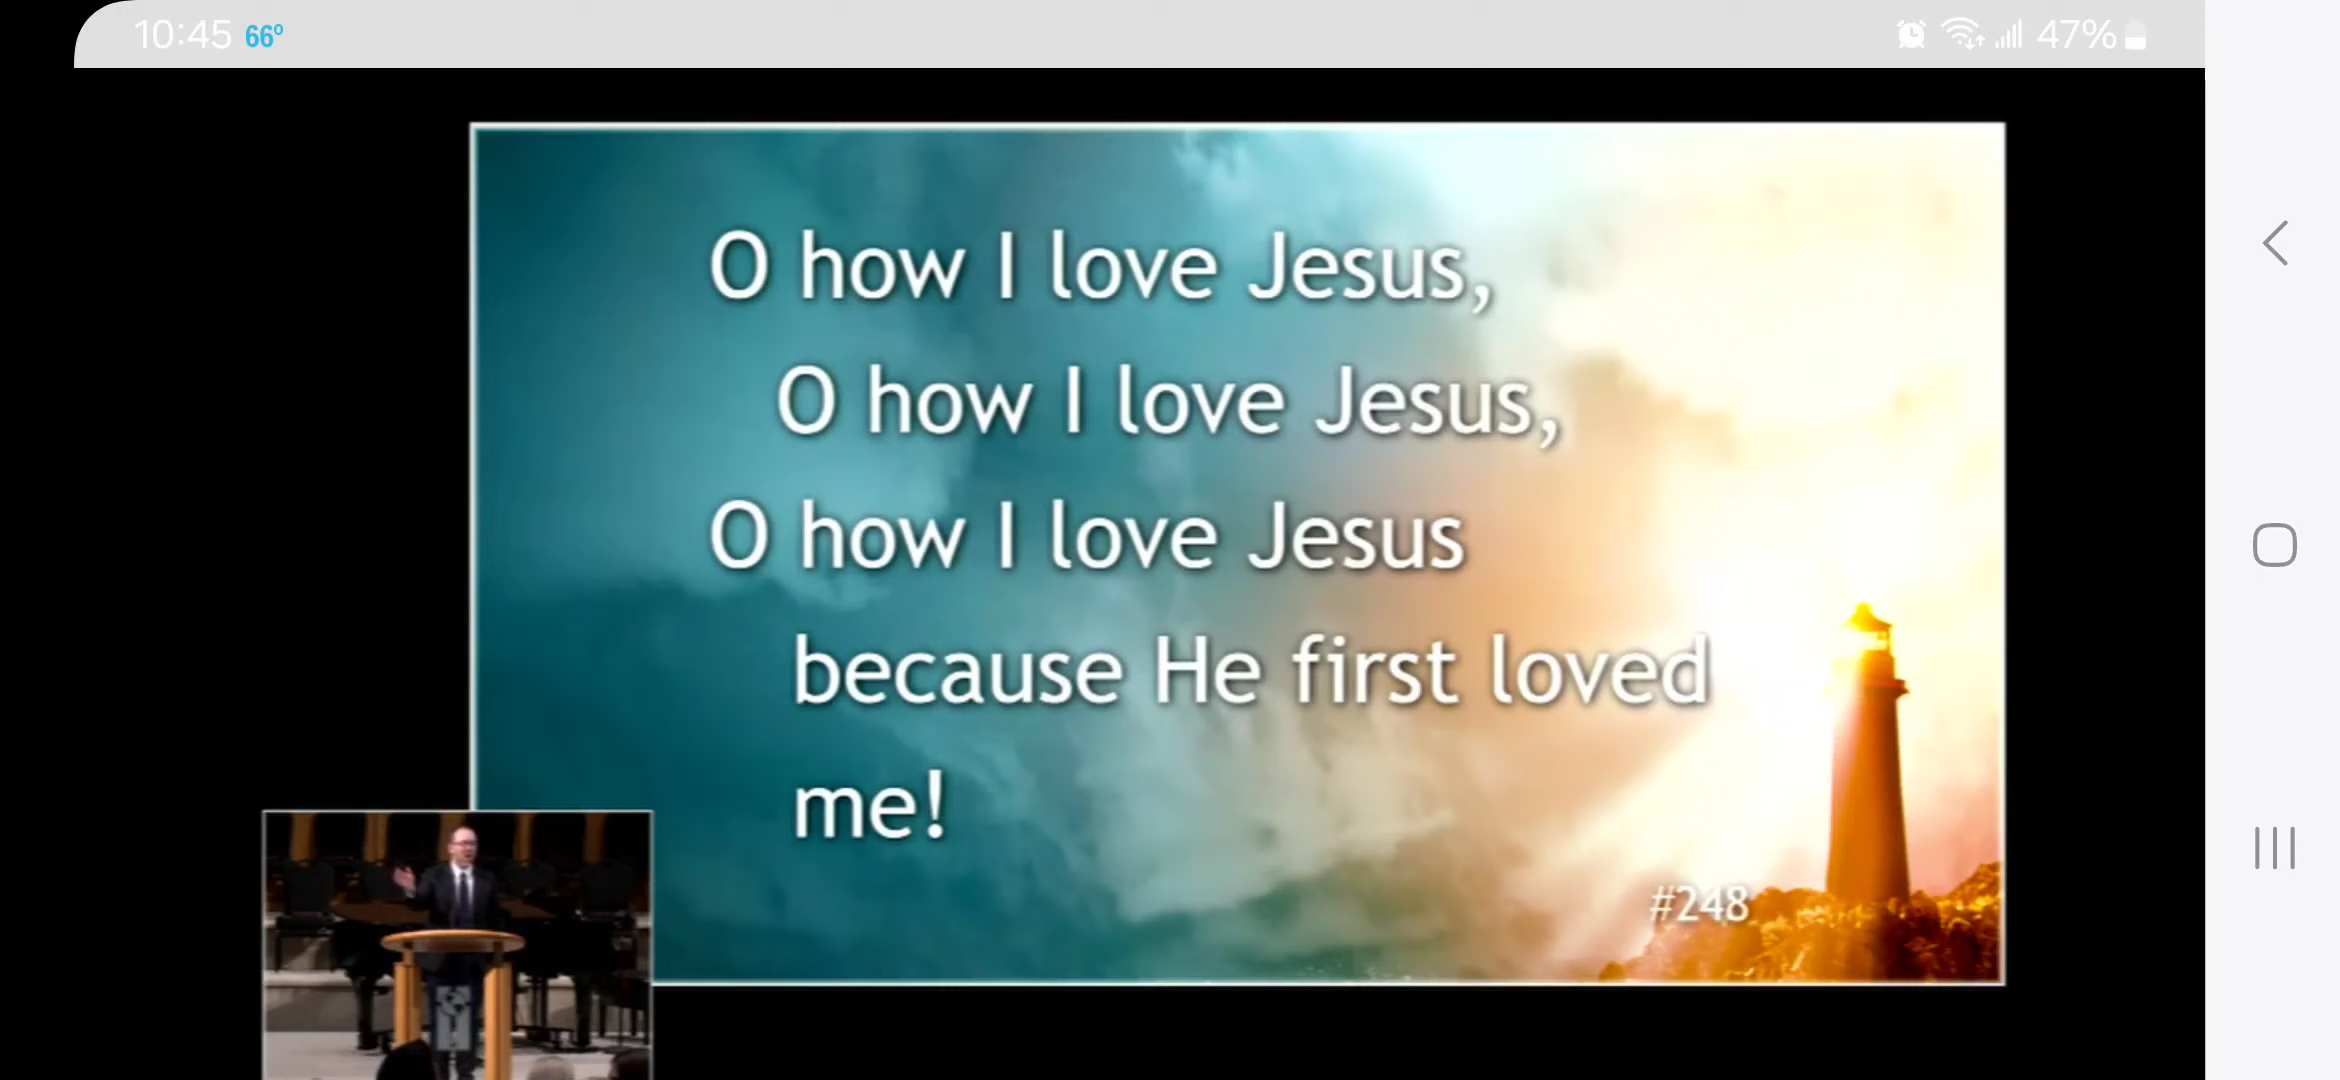 10:45 66° 47%
O how I love Jesus,
O how I love Jesus,
O how I love Jesus
because He first loved
me!
#248